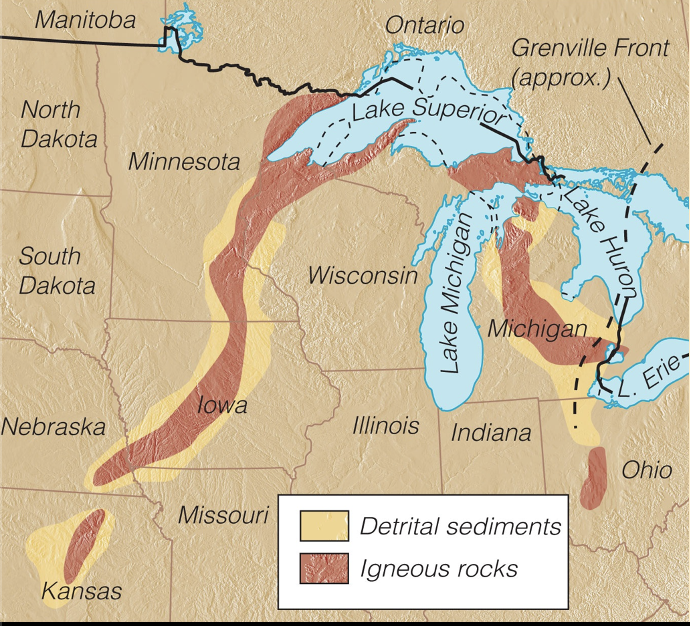 Manitoba
Ontario
Grenville Front
(approx.)
North
Dakota
Lake Superior
Minnesota
South
Dakota
Wisconsin
Lake Michigan
Lake Huron
Michigan
L. Erie
Nebraska
Iowa
Illinois
Indiana
Ohio
Missouri
Kansas
Detrital sediments
Igneous rocks